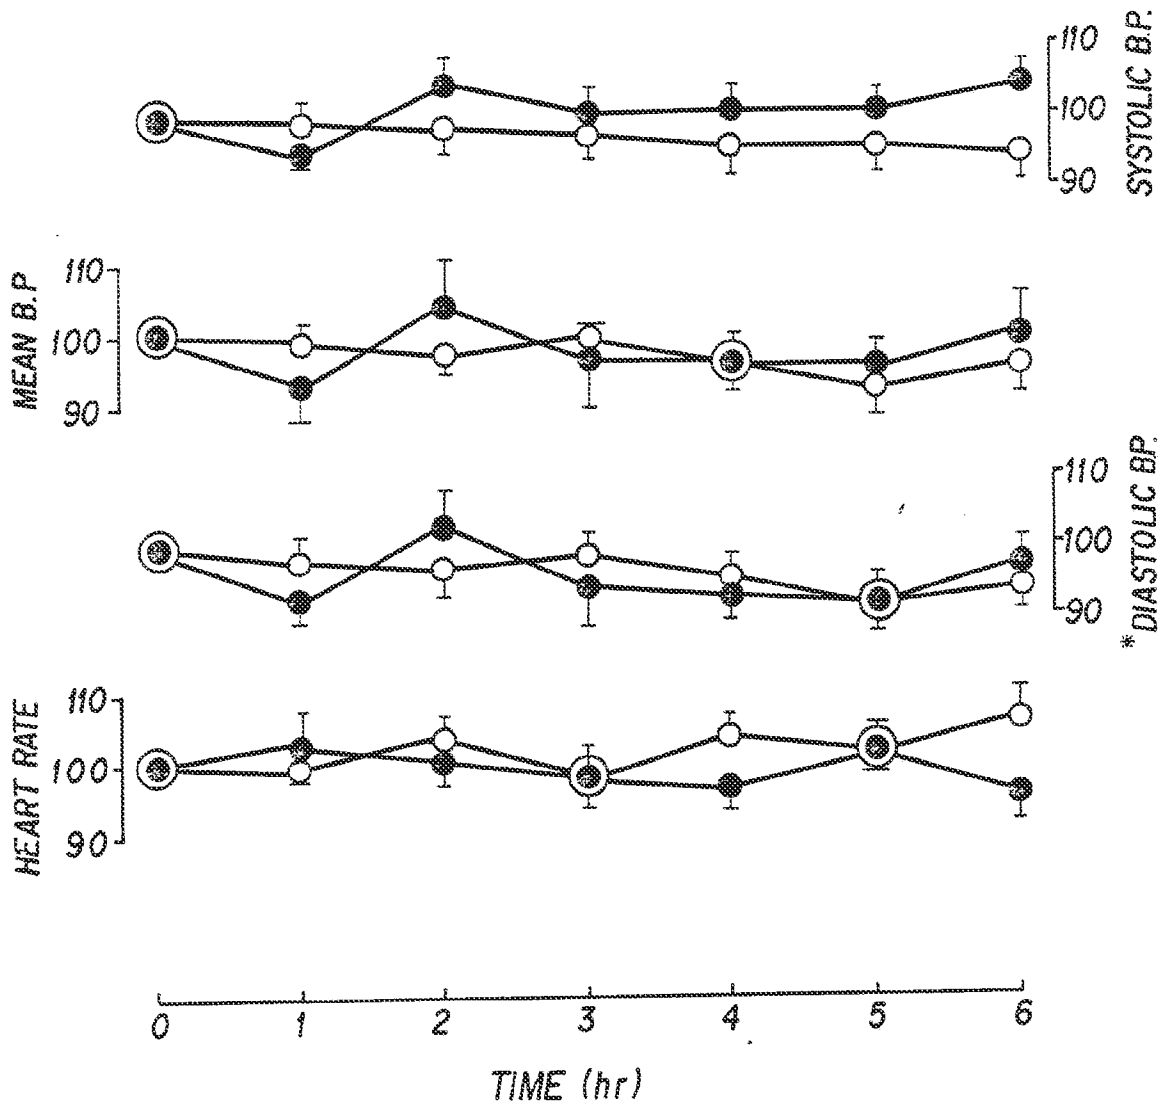 110
100
90
SYSTOLIC B.P.
MEAN B.P
110
100
90
110
100
90
*DIASTOLIC B.P.
HEART RATE
110
100
90
0 1 2 3 4 5 6
TIME (hr)